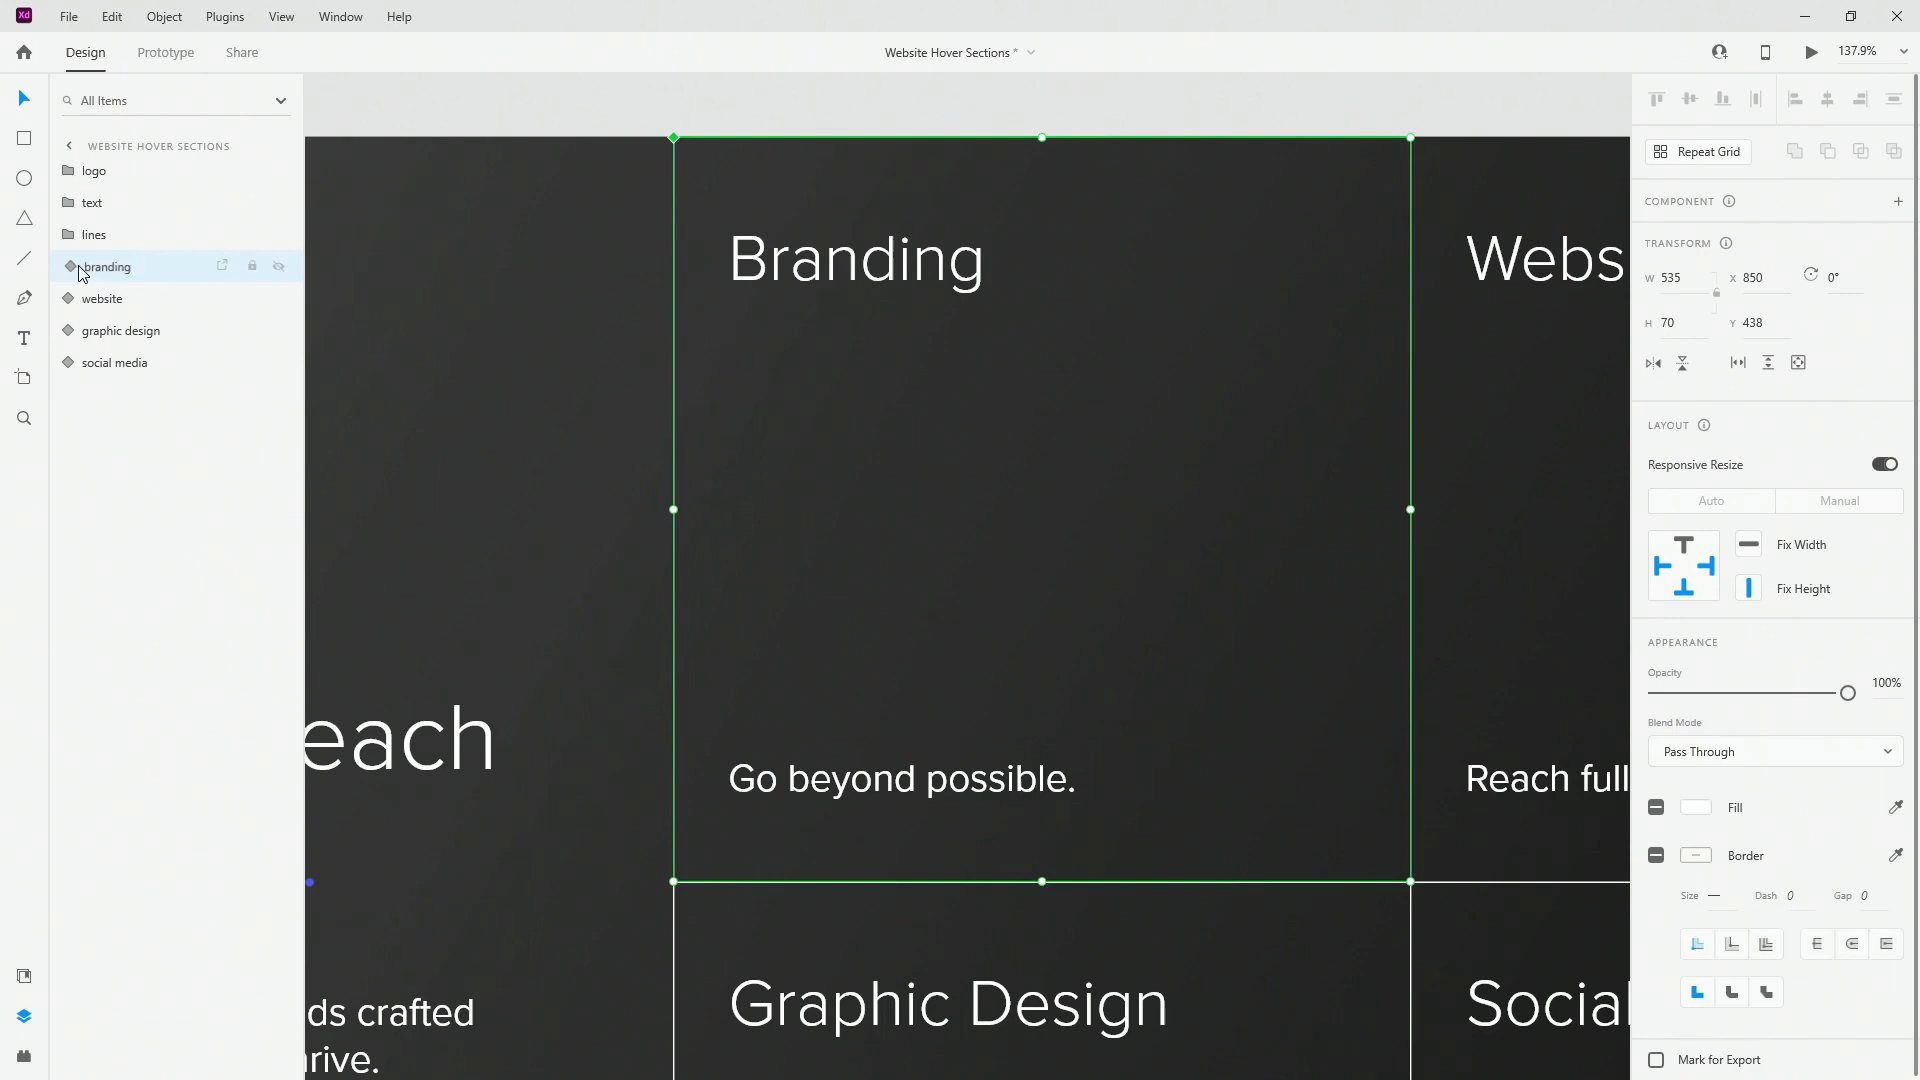 Xd File Edit Object Plugins View Window Help
Design Prototype Share Website Hover Sections * 137.9%
All Items
WEBSITE HOVER SECTIONS
logo
text
lines
branding
website
graphic design
social media
Branding
Webs
Go beyond possible.
Reach full
each
ds crafted
rive.
Graphic Design
Social
Repeat Grid
COMPONENT
TRANSFORM
W 535 X 850 0°
H 70 Y 438
LAYOUT
Responsive Resize
Auto Manual
Fix Width
Fix Height
APPEARANCE
Opacity
100%
Blend Mode
Pass Through
Fill
Border
Size — Dash 0 Gap 0
Mark for Export